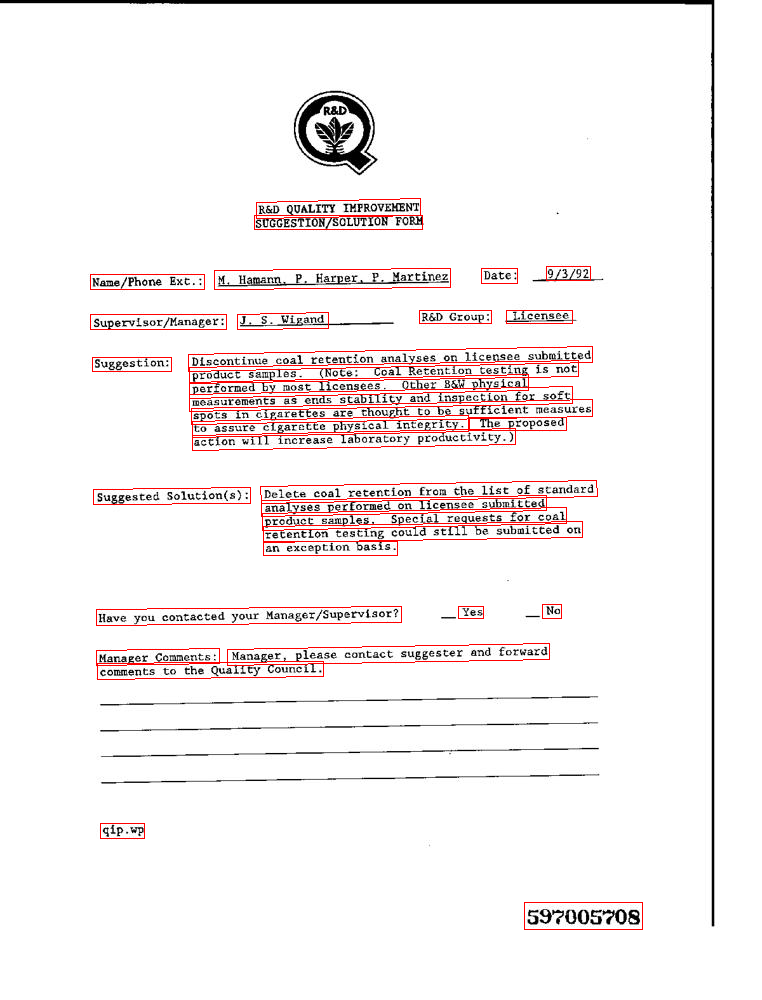 R&D
R&D QUALITY IMPROVEMENT
SUGGESTION/SOLUTION FORM
Name/Phone Ext.: M. Hamann, P. Harper, P. Martinez Date: 9/3/92
Supervisor/Manager: J. S. Wigand R&D Group: Licensee
Suggestion: Discontinue coal retention analyses on licensee submitted
product samples. (Note: Coal Retention testing is not
performed by most licensees. Other B&W physical
measurements as ends stability and inspection for soft
spots in cigarettes are thought to be sufficient measures
to assure cigarette physical integrity. The proposed
action will increase laboratory productivity.)
Suggested Solution(s): Delete coal retention from the list of standard
analyses performed on licensee submitted
product samples. Special requests for coal
retention testing could still be submitted on
an exception basis.
Have you contacted your Manager/Supervisor? Yes No
Manager Comments: Manager, please contact suggester and forward
comments to the Quality Council.
qip.wp
597005708